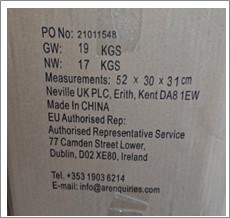 PO No: 21011548
GW: 19 KGS
NW: 17 KGS
Measurements: 52 x 30 x 31 cm
Neville UK PLC, Erith, Kent DA8 1EW
Made In CHINA
EU Authorised Rep:
Authorised Representative Service
77 Camden Street Lower,
Dublin, D02 XE80, Ireland
Tel. +353 1903 6214
E-mail: info@arenquiries.com